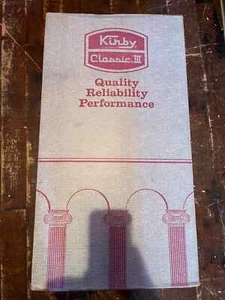 Kirby
Classic III
Quality
Reliability
Performance